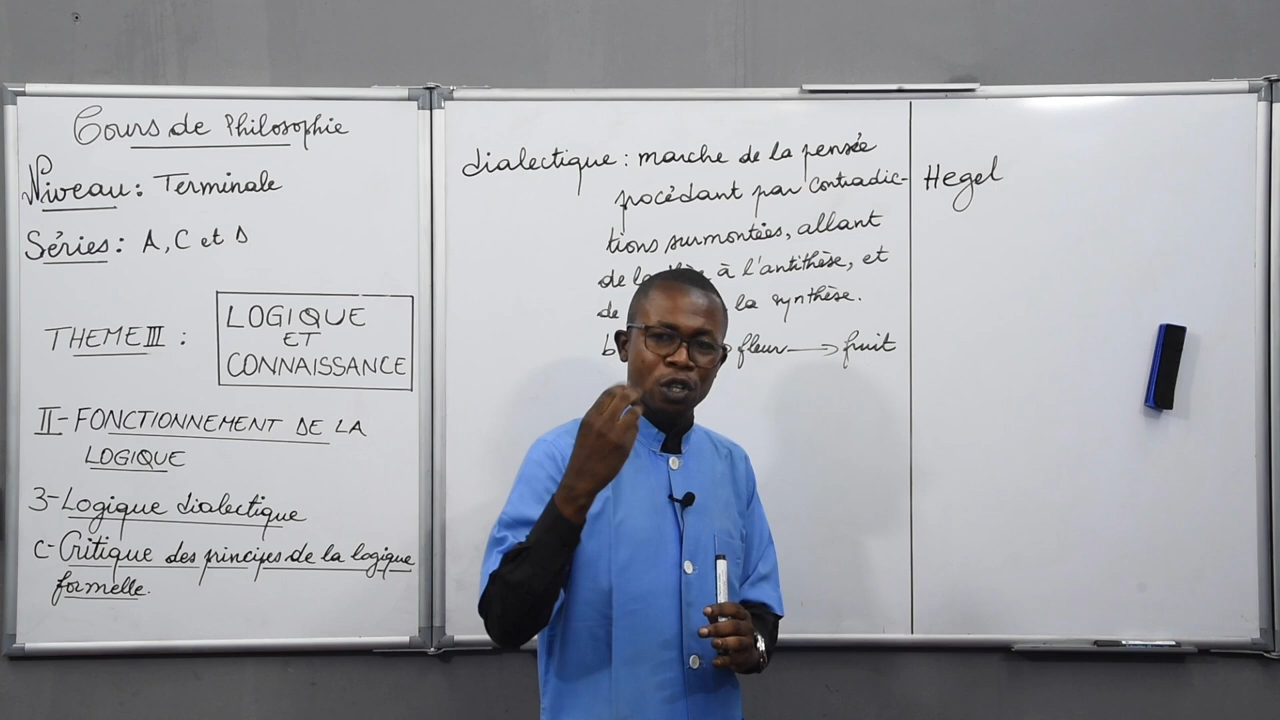 Cours de Philosophie
Niveau : Terminale
Séries : A, C et D
THEME III :
LOGIQUE
ET
CONNAISSANCE
II- FONCTIONNEMENT DE LA
LOGIQUE
3- Logique dialectique
c- Critique des principes de la logique
formelle.
dialectique : marche de la pensée
procédant par contradic-
tions surmontées, allant
de à l'antithèse, et
de la synthèse.
fleur → fruit
Hegel